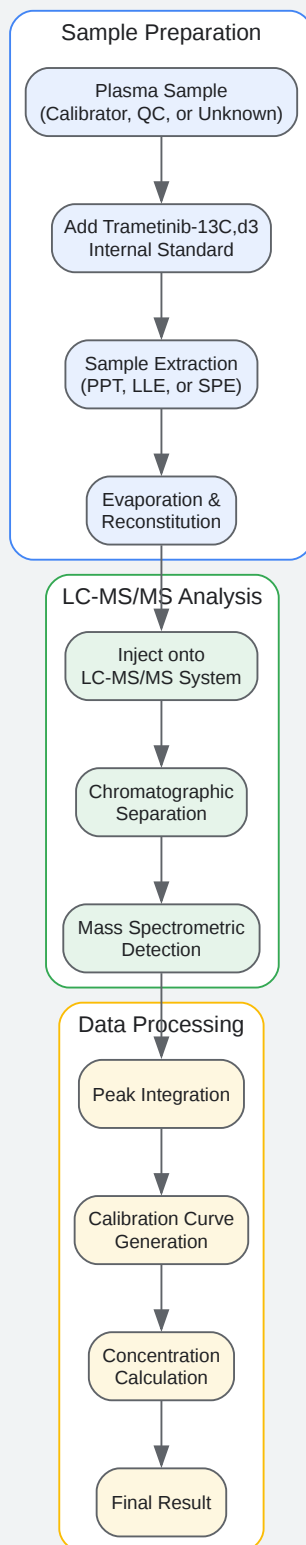 Sample Preparation
Plasma Sample
(Calibrator, QC, or Unknown)
Add Trametinib-13C,d3
Internal Standard
Sample Extraction
(PPT, LLE, or SPE)
Evaporation &
Reconstitution
LC-MS/MS Analysis
Inject onto
LC-MS/MS System
Chromatographic
Separation
Mass Spectrometric
Detection
Data Processing
Peak Integration
Calibration Curve
Generation
Concentration
Calculation
Final Result